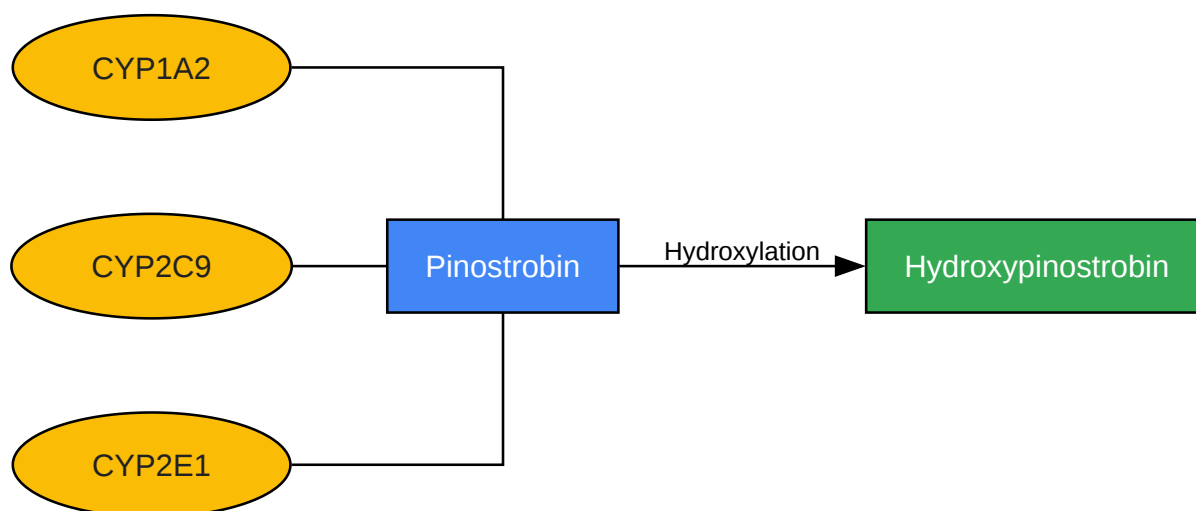 CYP1A2
CYP2C9
Pinostrobin
Hydroxylation
Hydroxypinostrobin
CYP2E1